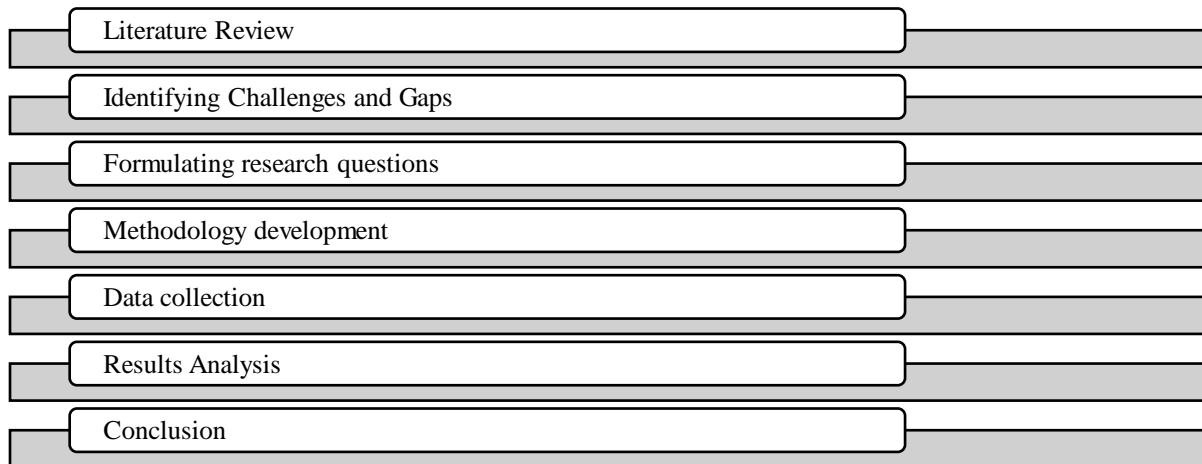 Literature Review
Identifying Challenges and Gaps
Formulating research questions
Methodology development
Data collection
Results Analysis
Conclusion